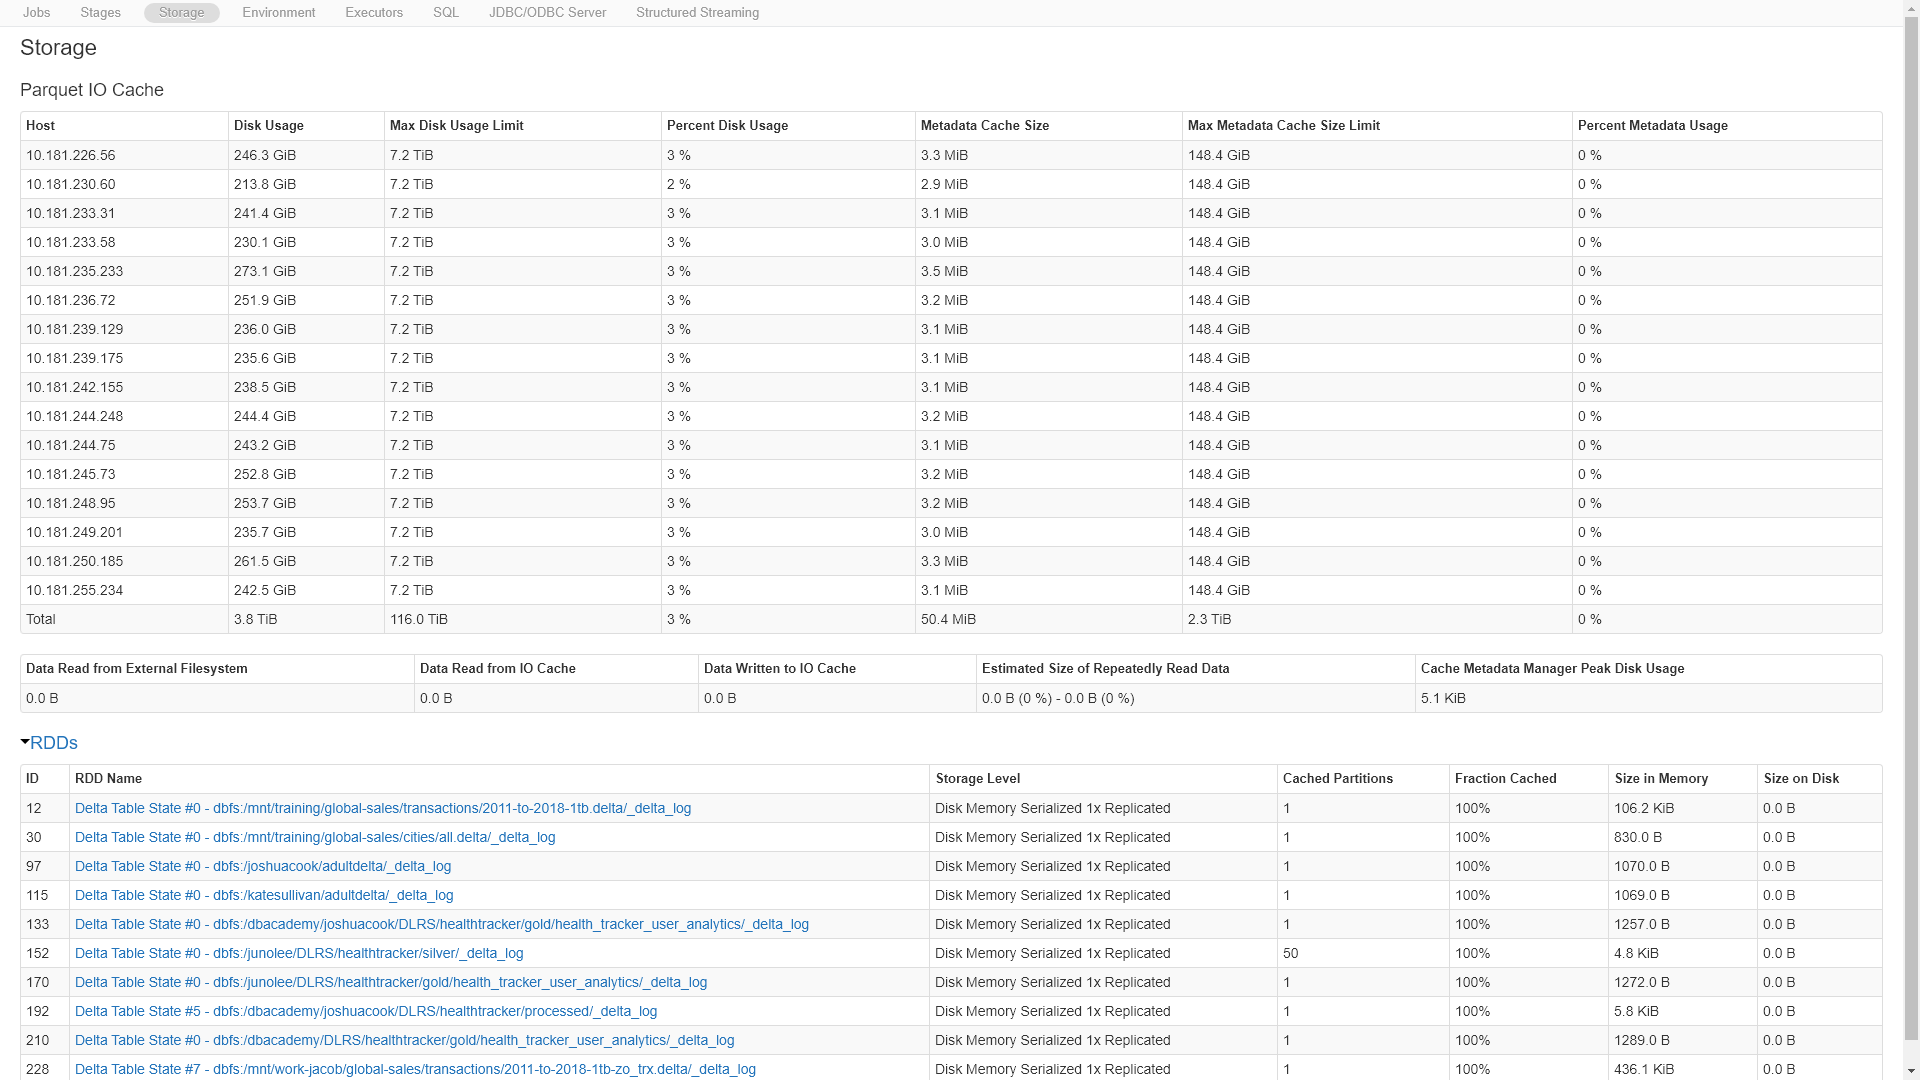 Jobs Stages Storage Environment Executors SQL JDBC/ODBC Server Structured Streaming
Storage
Parquet IO Cache
Host Disk Usage Max Disk Usage Limit Percent Disk Usage Metadata Cache Size Max Metadata Cache Size Limit Percent Metadata Usage
10.181.226.56 246.3 GiB 7.2 TiB 3 % 3.3 MiB 148.4 GiB 0 %
10.181.230.60 213.8 GiB 7.2 TiB 2 % 2.9 MiB 148.4 GiB 0 %
10.181.233.31 241.4 GiB 7.2 TiB 3 % 3.1 MiB 148.4 GiB 0 %
10.181.233.58 230.1 GiB 7.2 TiB 3 % 3.0 MiB 148.4 GiB 0 %
10.181.235.233 273.1 GiB 7.2 TiB 3 % 3.5 MiB 148.4 GiB 0 %
10.181.236.72 251.9 GiB 7.2 TiB 3 % 3.2 MiB 148.4 GiB 0 %
10.181.239.129 236.0 GiB 7.2 TiB 3 % 3.1 MiB 148.4 GiB 0 %
10.181.239.175 235.6 GiB 7.2 TiB 3 % 3.1 MiB 148.4 GiB 0 %
10.181.242.155 238.5 GiB 7.2 TiB 3 % 3.1 MiB 148.4 GiB 0 %
10.181.244.248 244.4 GiB 7.2 TiB 3 % 3.2 MiB 148.4 GiB 0 %
10.181.244.75 243.2 GiB 7.2 TiB 3 % 3.1 MiB 148.4 GiB 0 %
10.181.245.73 252.8 GiB 7.2 TiB 3 % 3.2 MiB 148.4 GiB 0 %
10.181.248.95 253.7 GiB 7.2 TiB 3 % 3.2 MiB 148.4 GiB 0 %
10.181.249.201 235.7 GiB 7.2 TiB 3 % 3.0 MiB 148.4 GiB 0 %
10.181.250.185 261.5 GiB 7.2 TiB 3 % 3.3 MiB 148.4 GiB 0 %
10.181.255.234 242.5 GiB 7.2 TiB 3 % 3.1 MiB 148.4 GiB 0 %
Total 3.8 TiB 116.0 TiB 3 % 50.4 MiB 2.3 TiB 0 %
Data Read from External Filesystem Data Read from IO Cache Data Written to IO Cache Estimated Size of Repeatedly Read Data Cache Metadata Manager Peak Disk Usage
0.0 B 0.0 B 0.0 B 0.0 B (0 %) - 0.0 B (0 %) 5.1 KiB
RDDs
ID RDD Name Storage Level Cached Partitions Fraction Cached Size in Memory Size on Disk
12 Delta Table State #0 - dbfs:/mnt/training/global-sales/transactions/2011-to-2018-1tb.delta/_delta_log Disk Memory Serialized 1x Replicated 1 100% 106.2 KiB 0.0 B
30 Delta Table State #0 - dbfs:/mnt/training/global-sales/cities/all.delta/_delta_log Disk Memory Serialized 1x Replicated 1 100% 830.0 B 0.0 B
97 Delta Table State #0 - dbfs:/joshuacook/adultdelta/_delta_log Disk Memory Serialized 1x Replicated 1 100% 1070.0 B 0.0 B
115 Delta Table State #0 - dbfs:/katesullivan/adultdelta/_delta_log Disk Memory Serialized 1x Replicated 1 100% 1069.0 B 0.0 B
133 Delta Table State #0 - dbfs:/dbacademy/joshuacook/DLRS/healthtracker/gold/health_tracker_user_analytics/_delta_log Disk Memory Serialized 1x Replicated 1 100% 1257.0 B 0.0 B
152 Delta Table State #0 - dbfs:/junolee/DLRS/healthtracker/silver/_delta_log Disk Memory Serialized 1x Replicated 50 100% 4.8 KiB 0.0 B
170 Delta Table State #0 - dbfs:/junolee/DLRS/healthtracker/gold/health_tracker_user_analytics/_delta_log Disk Memory Serialized 1x Replicated 1 100% 1272.0 B 0.0 B
192 Delta Table State #5 - dbfs:/dbacademy/joshuacook/DLRS/healthtracker/processed/_delta_log Disk Memory Serialized 1x Replicated 1 100% 5.8 KiB 0.0 B
210 Delta Table State #0 - dbfs:/dbacademy/DLRS/healthtracker/gold/health_tracker_user_analytics/_delta_log Disk Memory Serialized 1x Replicated 1 100% 1289.0 B 0.0 B
228 Delta Table State #7 - dbfs:/mnt/work-jacob/global-sales/transactions/2011-to-2018-1tb-zo_trx.delta/_delta_log Disk Memory Serialized 1x Replicated 1 100% 436.1 KiB 0.0 B